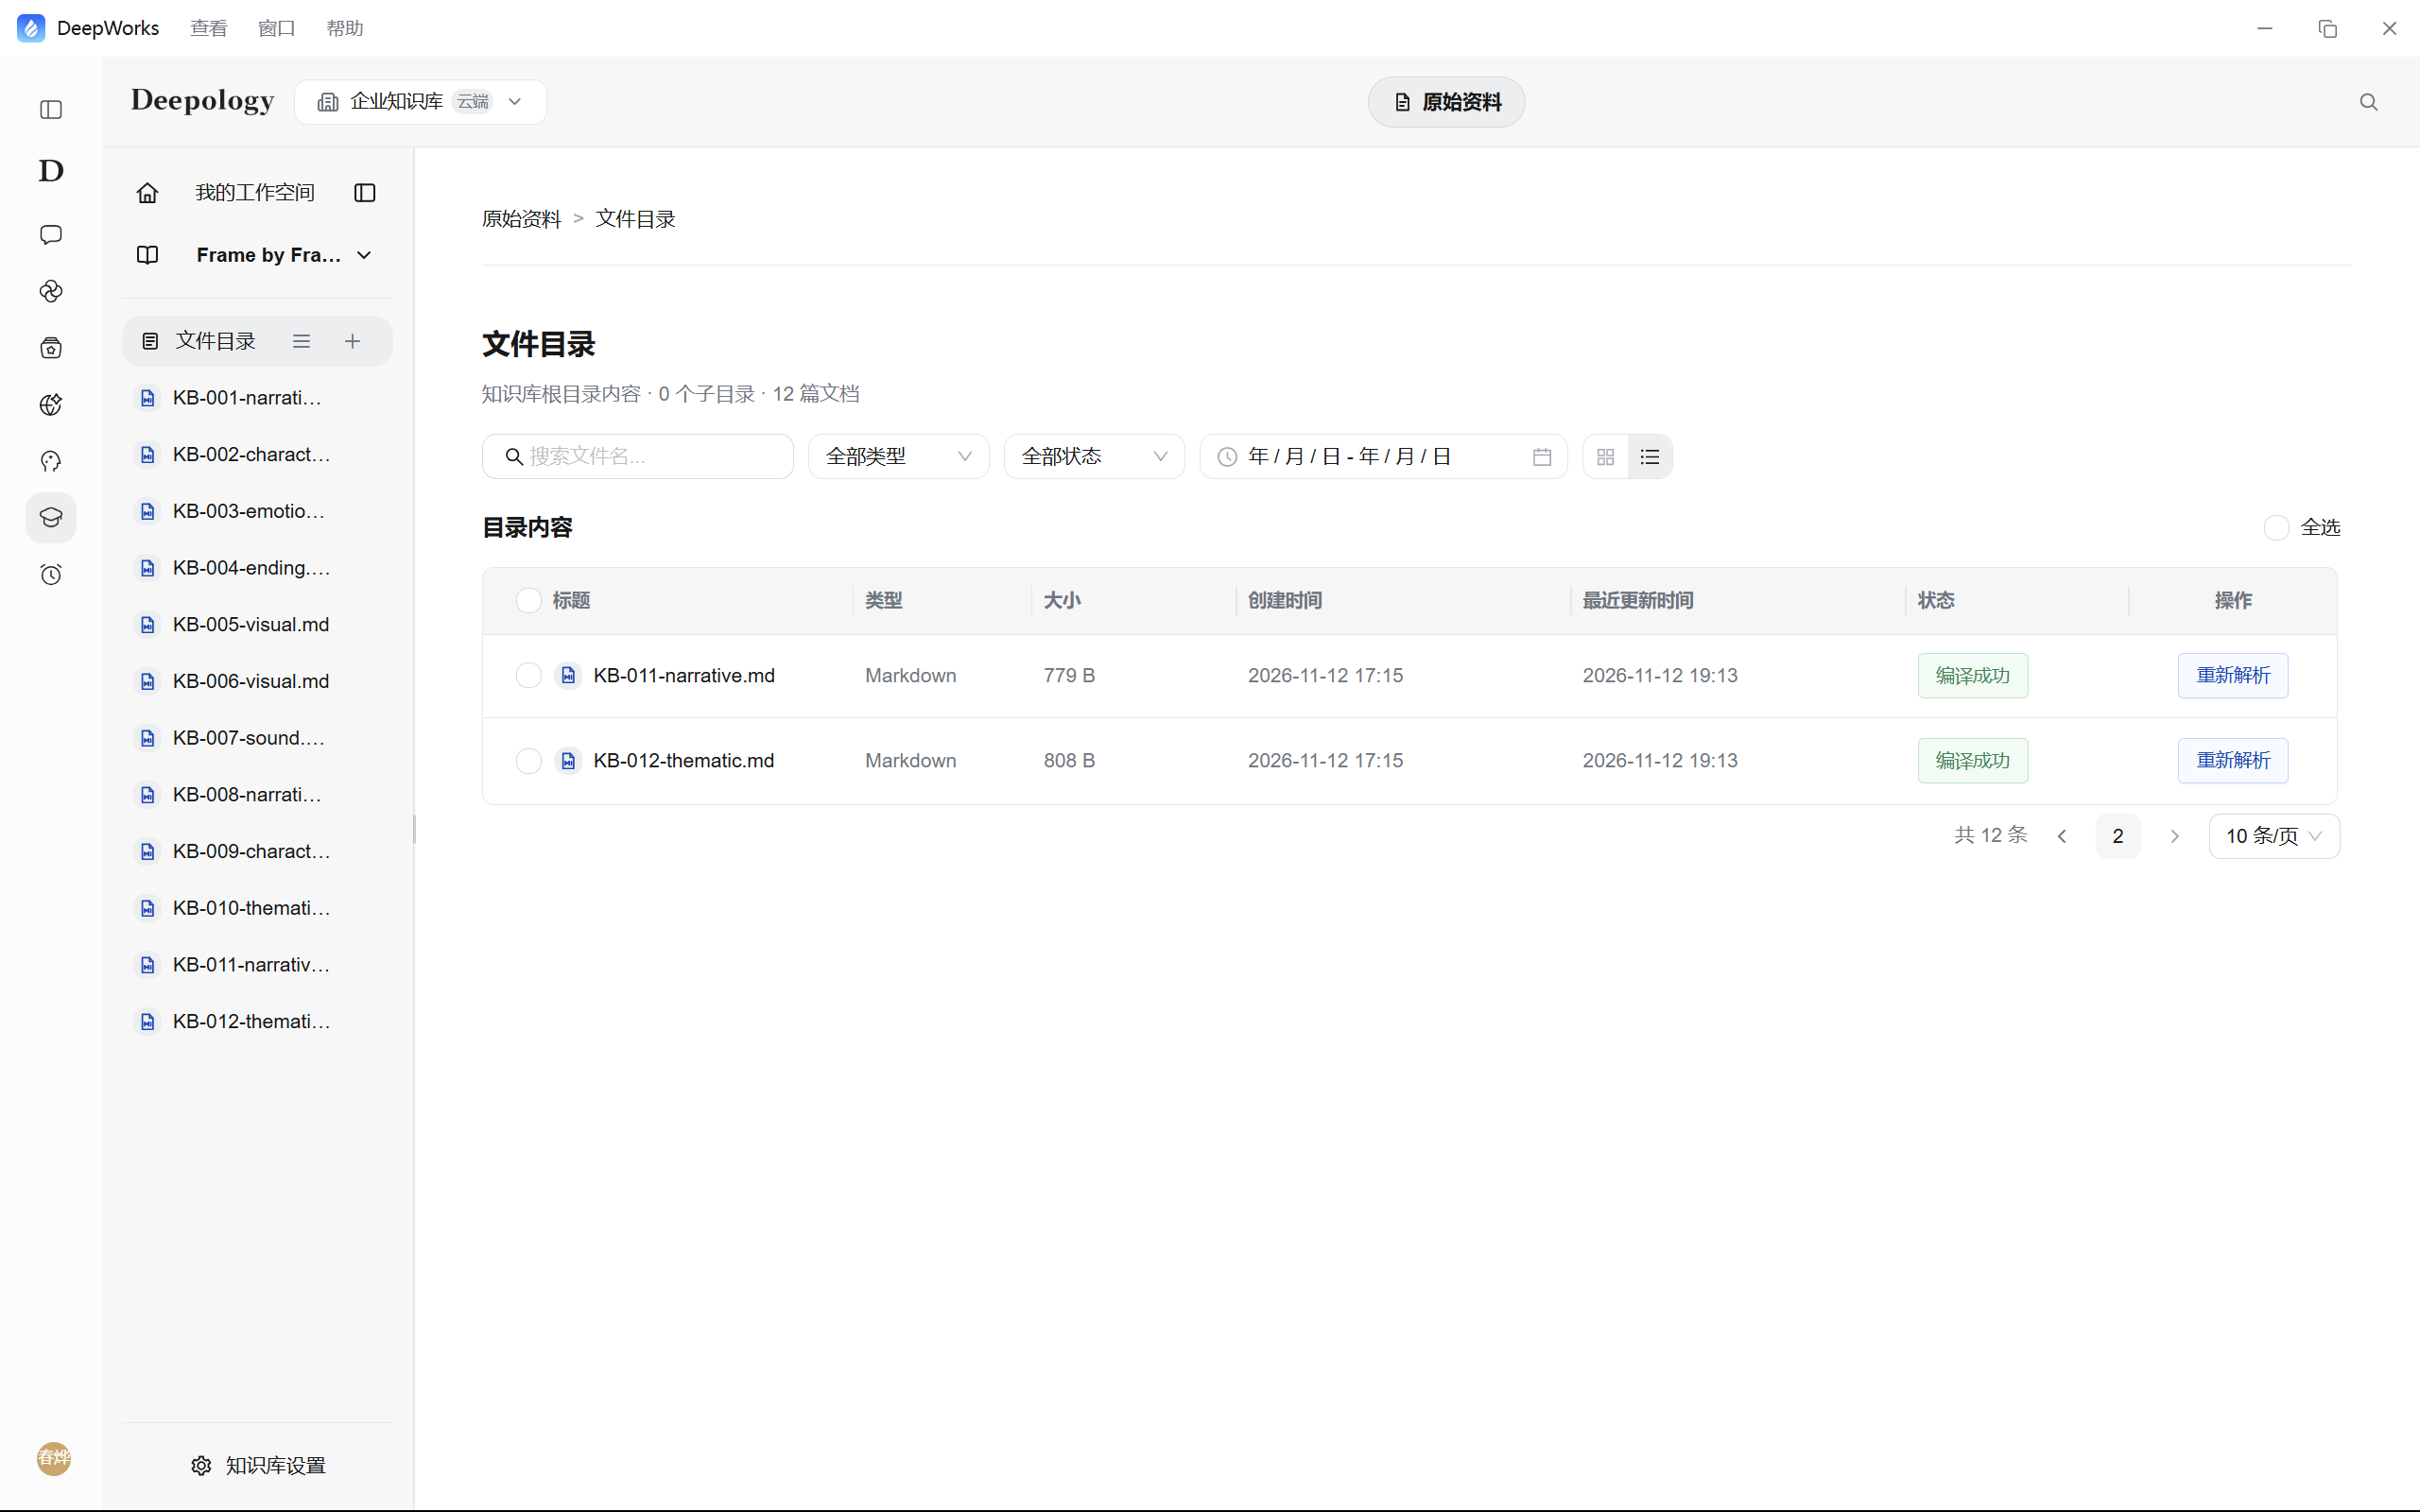 DeepWorks 查看 窗口 帮助
Deepology 企业知识库 云端 原始资料
D
我的工作空间
Frame by Fra...
文件目录
KB-001-narrati...
KB-002-charact...
KB-003-emotio...
KB-004-ending....
KB-005-visual.md
KB-006-visual.md
KB-007-sound....
KB-008-narrati...
KB-009-charact...
KB-010-themati...
KB-011-narrativ...
KB-012-themati...
知识库设置
春烨
原始资料 > 文件目录
文件目录
知识库根目录内容 · 0 个子目录 · 12 篇文档
搜索文件名... 全部类型 全部状态 年 / 月 / 日 - 年 / 月 / 日
目录内容 全选
标题 类型 大小 创建时间 最近更新时间 状态 操作
KB-011-narrative.md Markdown 779 B 2026-11-12 17:15 2026-11-12 19:13 编译成功 重新解析
KB-012-thematic.md Markdown 808 B 2026-11-12 17:15 2026-11-12 19:13 编译成功 重新解析
共 12 条 < 2 > 10 条/页